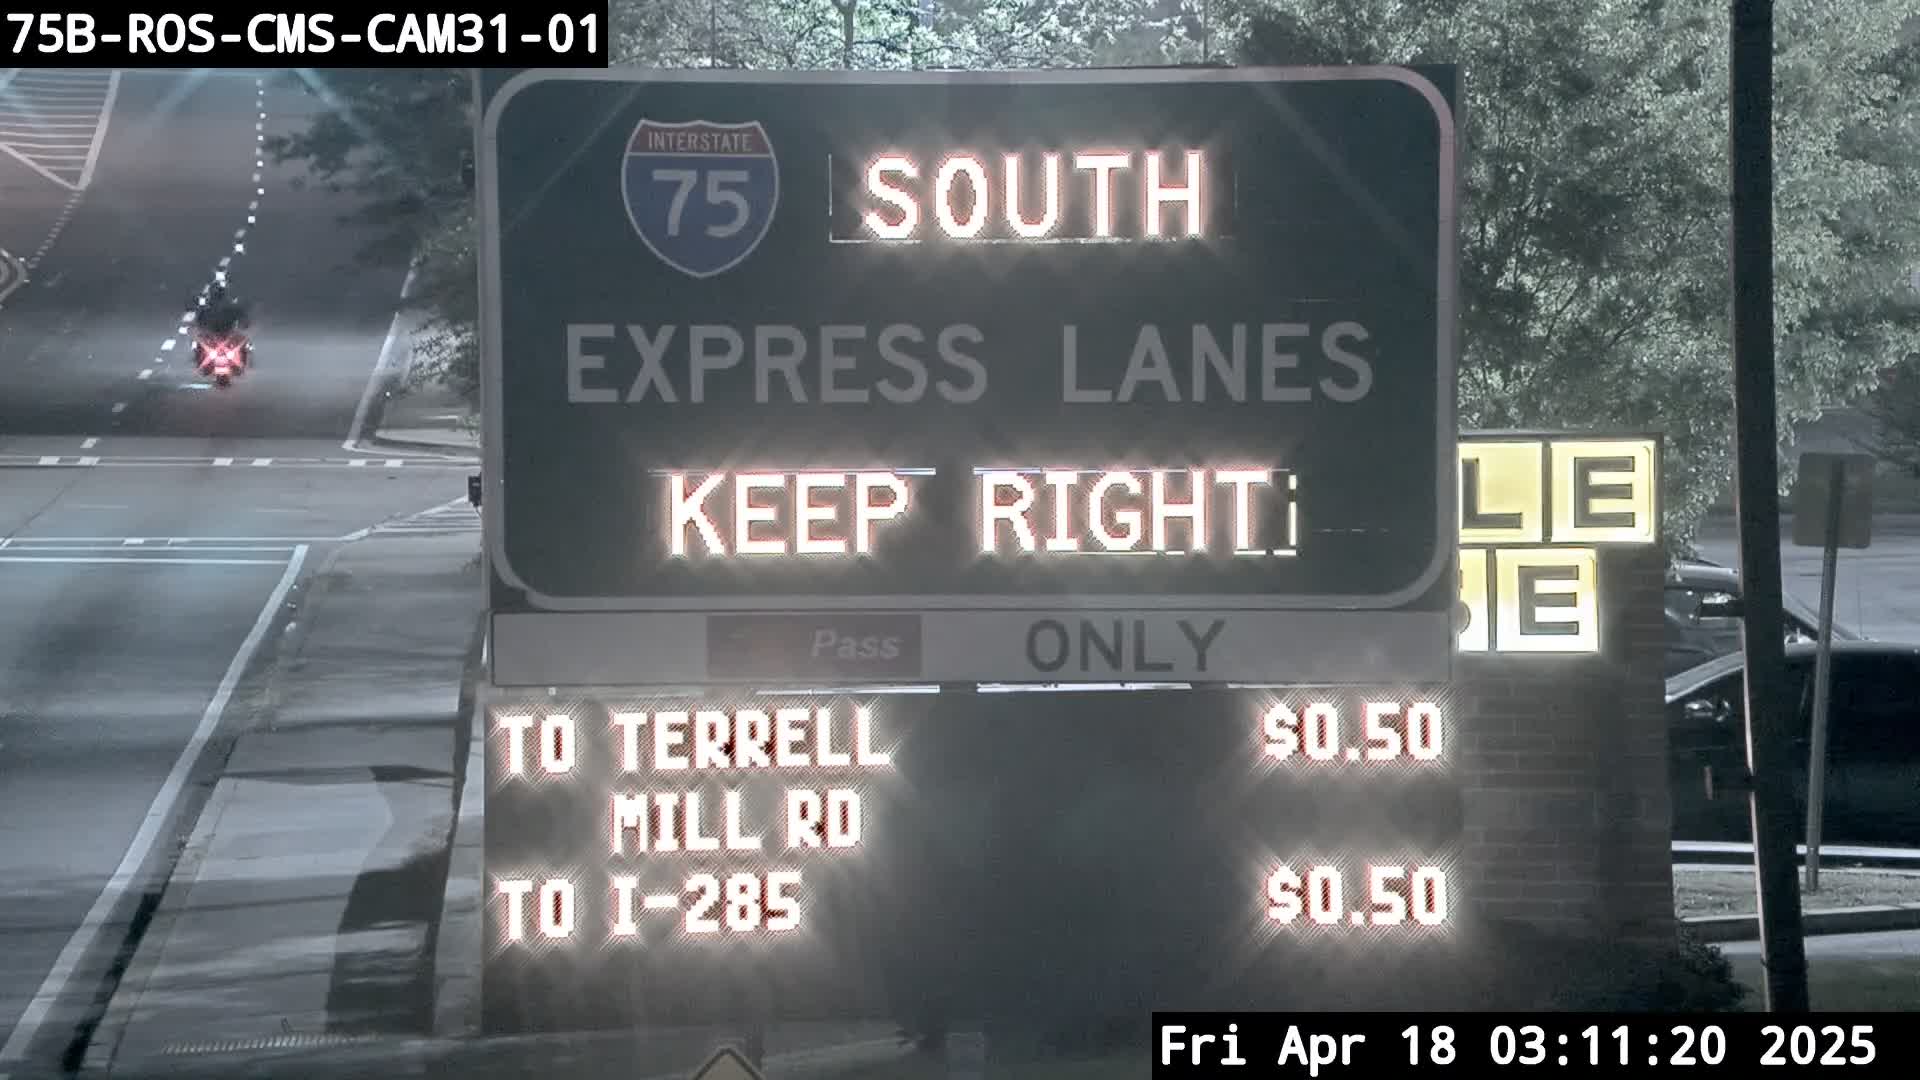 75B-ROS-CMS-CAM31-01
INTERSTATE
75
SOUTH
EXPRESS LANES
KEEP RIGHT
Pass ONLY
TO TERRELL $0.50
MILL RD
TO I-285 $0.50
LE
E
Fri Apr 18 03:11:20 2025